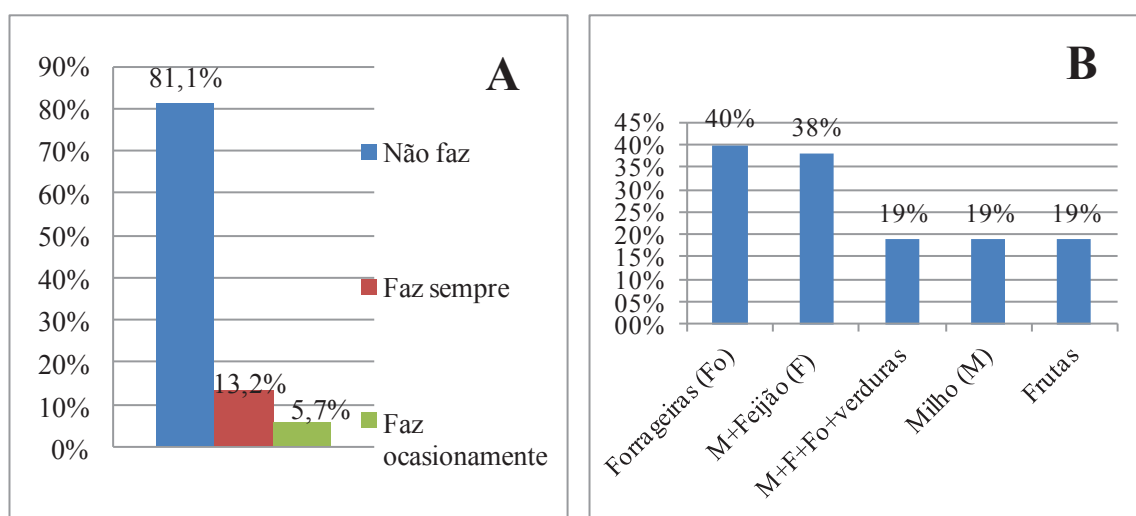 A
90%
80%
70%
60%
50%
40%
30%
20%
10%
0%
81,1%
13,2%
5,7%
Não faz
Faz sempre
Faz
ocasionamente
B
45%
40%
35%
30%
25%
20%
15%
10%
05%
00%
40%
38%
19%
19%
19%
Forrageiras (Fo)
M+Feijão (F)
M+F+Fo+verduras
Milho (M)
Frutas